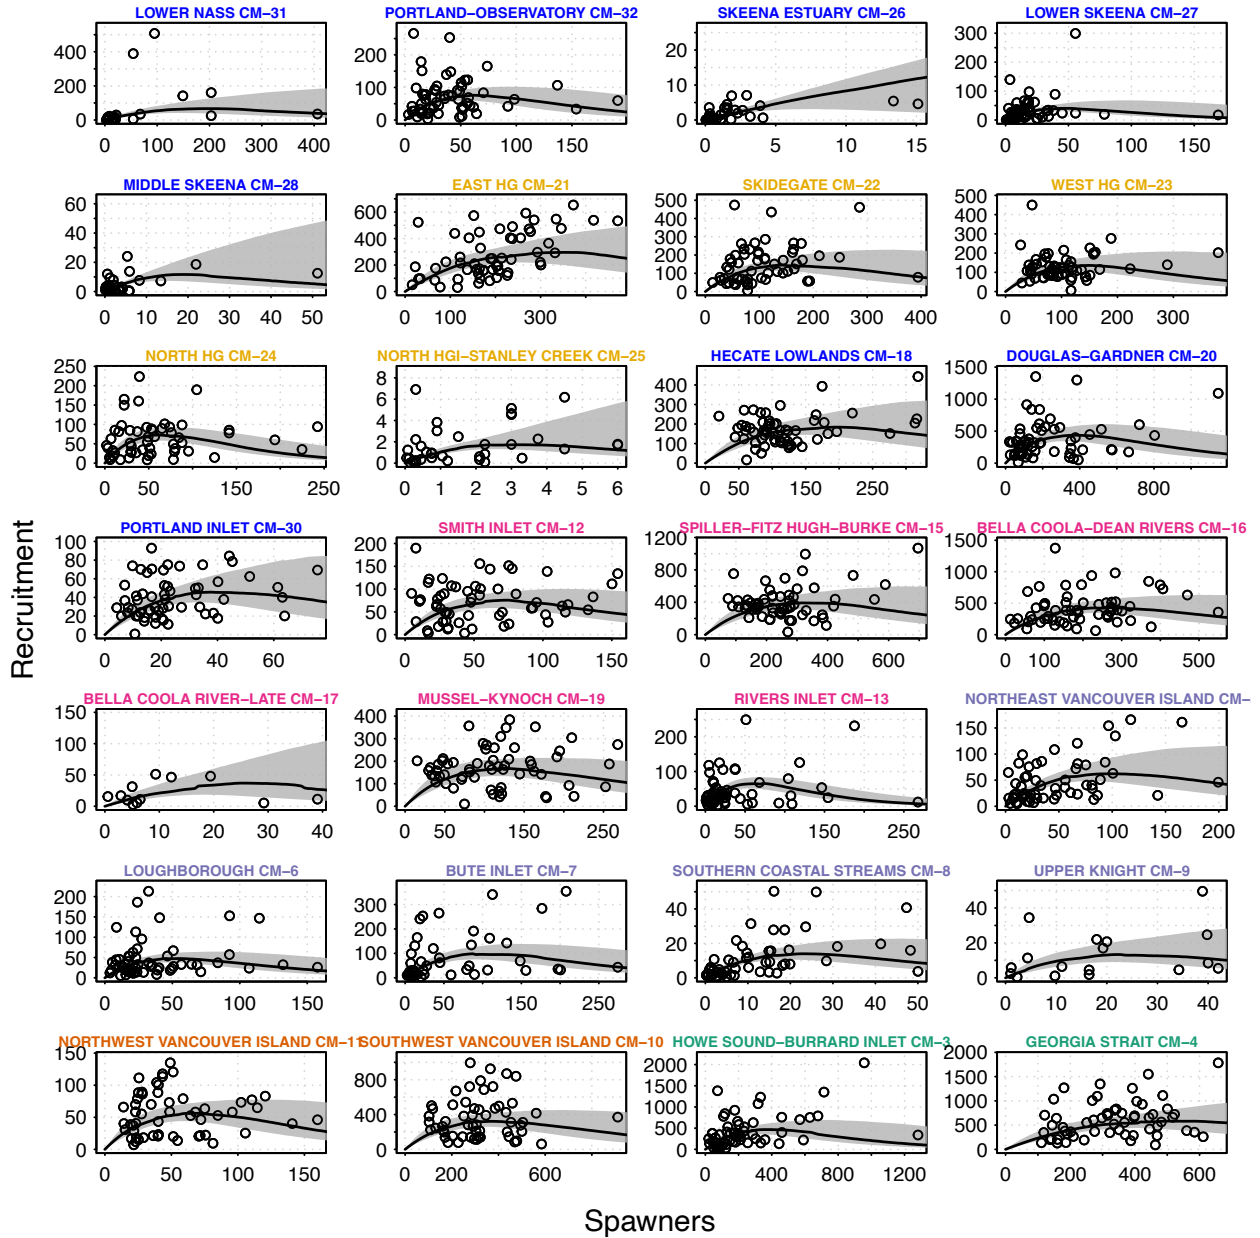 LOWER NASS CM–31 PORTLAND–OBSERVATORY CM–32 SKEENA ESTUARY CM–26 LOWER SKEENA CM–27
400 200 20 300
200 100 10 200
0 0 0 100
0
0 100 200 300 400 0 50 100 150 0 5 10 15 0 50 100 150
MIDDLE SKEENA CM–28 EAST HG CM–21 SKIDEGATE CM–22 WEST HG CM–23
60 600 500 500
40 400 400 400
20 200 300 300
0 0 200 200
100 100
0 0
0 10 20 30 40 50 0 100 300 0 100 200 300 400 0 100 200 300
NORTH HG CM–24 NORTH HGI–STANLEY CREEK CM–25 HECATE LOWLANDS CM–18 DOUGLAS–GARDNER CM–20
250 8 400 1500
200 6 300 1000
150 4 200 500
100 2 100 0
50 0 0
0
0 50 150 250 0 1 2 3 4 5 6 0 50 150 250 0 400 800
PORTLAND INLET CM–30 SMITH INLET CM–12 SPILLER–FITZ HUGH–BURKE CM–15 BELLA COOLA–DEAN RIVERS CM–16
100 200 1200 1500
80 150 800 1000
60 100 400 500
40 50 0 0
20 0
0
0 20 40 60 0 50 100 150 0 200 400 600 0 100 300 500
Recruitment
BELLA COOLA RIVER–LATE CM–17 MUSSEL–KYNOCH CM–19 RIVERS INLET CM–13 NORTHEAST VANCOUVER ISLAND CM–
150 400 200 150
100 300 100 100
50 200 0 50
0 100 0
0
0 10 20 30 40 0 50 150 250 0 50 150 250 0 50 100 150 200
LOUGHBOROUGH CM–6 BUTE INLET CM–7 SOUTHERN COASTAL STREAMS CM–8 UPPER KNIGHT CM–9
200 300 40 40
150 200 20 20
100 100 0 0
50 0
0
0 50 100 150 0 50 150 250 0 10 20 30 40 50 0 10 20 30 40
NORTHWEST VANCOUVER ISLAND CM–11 SOUTHWEST VANCOUVER ISLAND CM–10 HOWE SOUND–BURRARD INLET CM–3 GEORGIA STRAIT CM–4
150 800 2000 2000
100 400 1500 1500
50 0 1000 1000
0 500 500
0 0
0 50 100 150 200 600 0 400 800 1200 0 200 400 600
Spawners